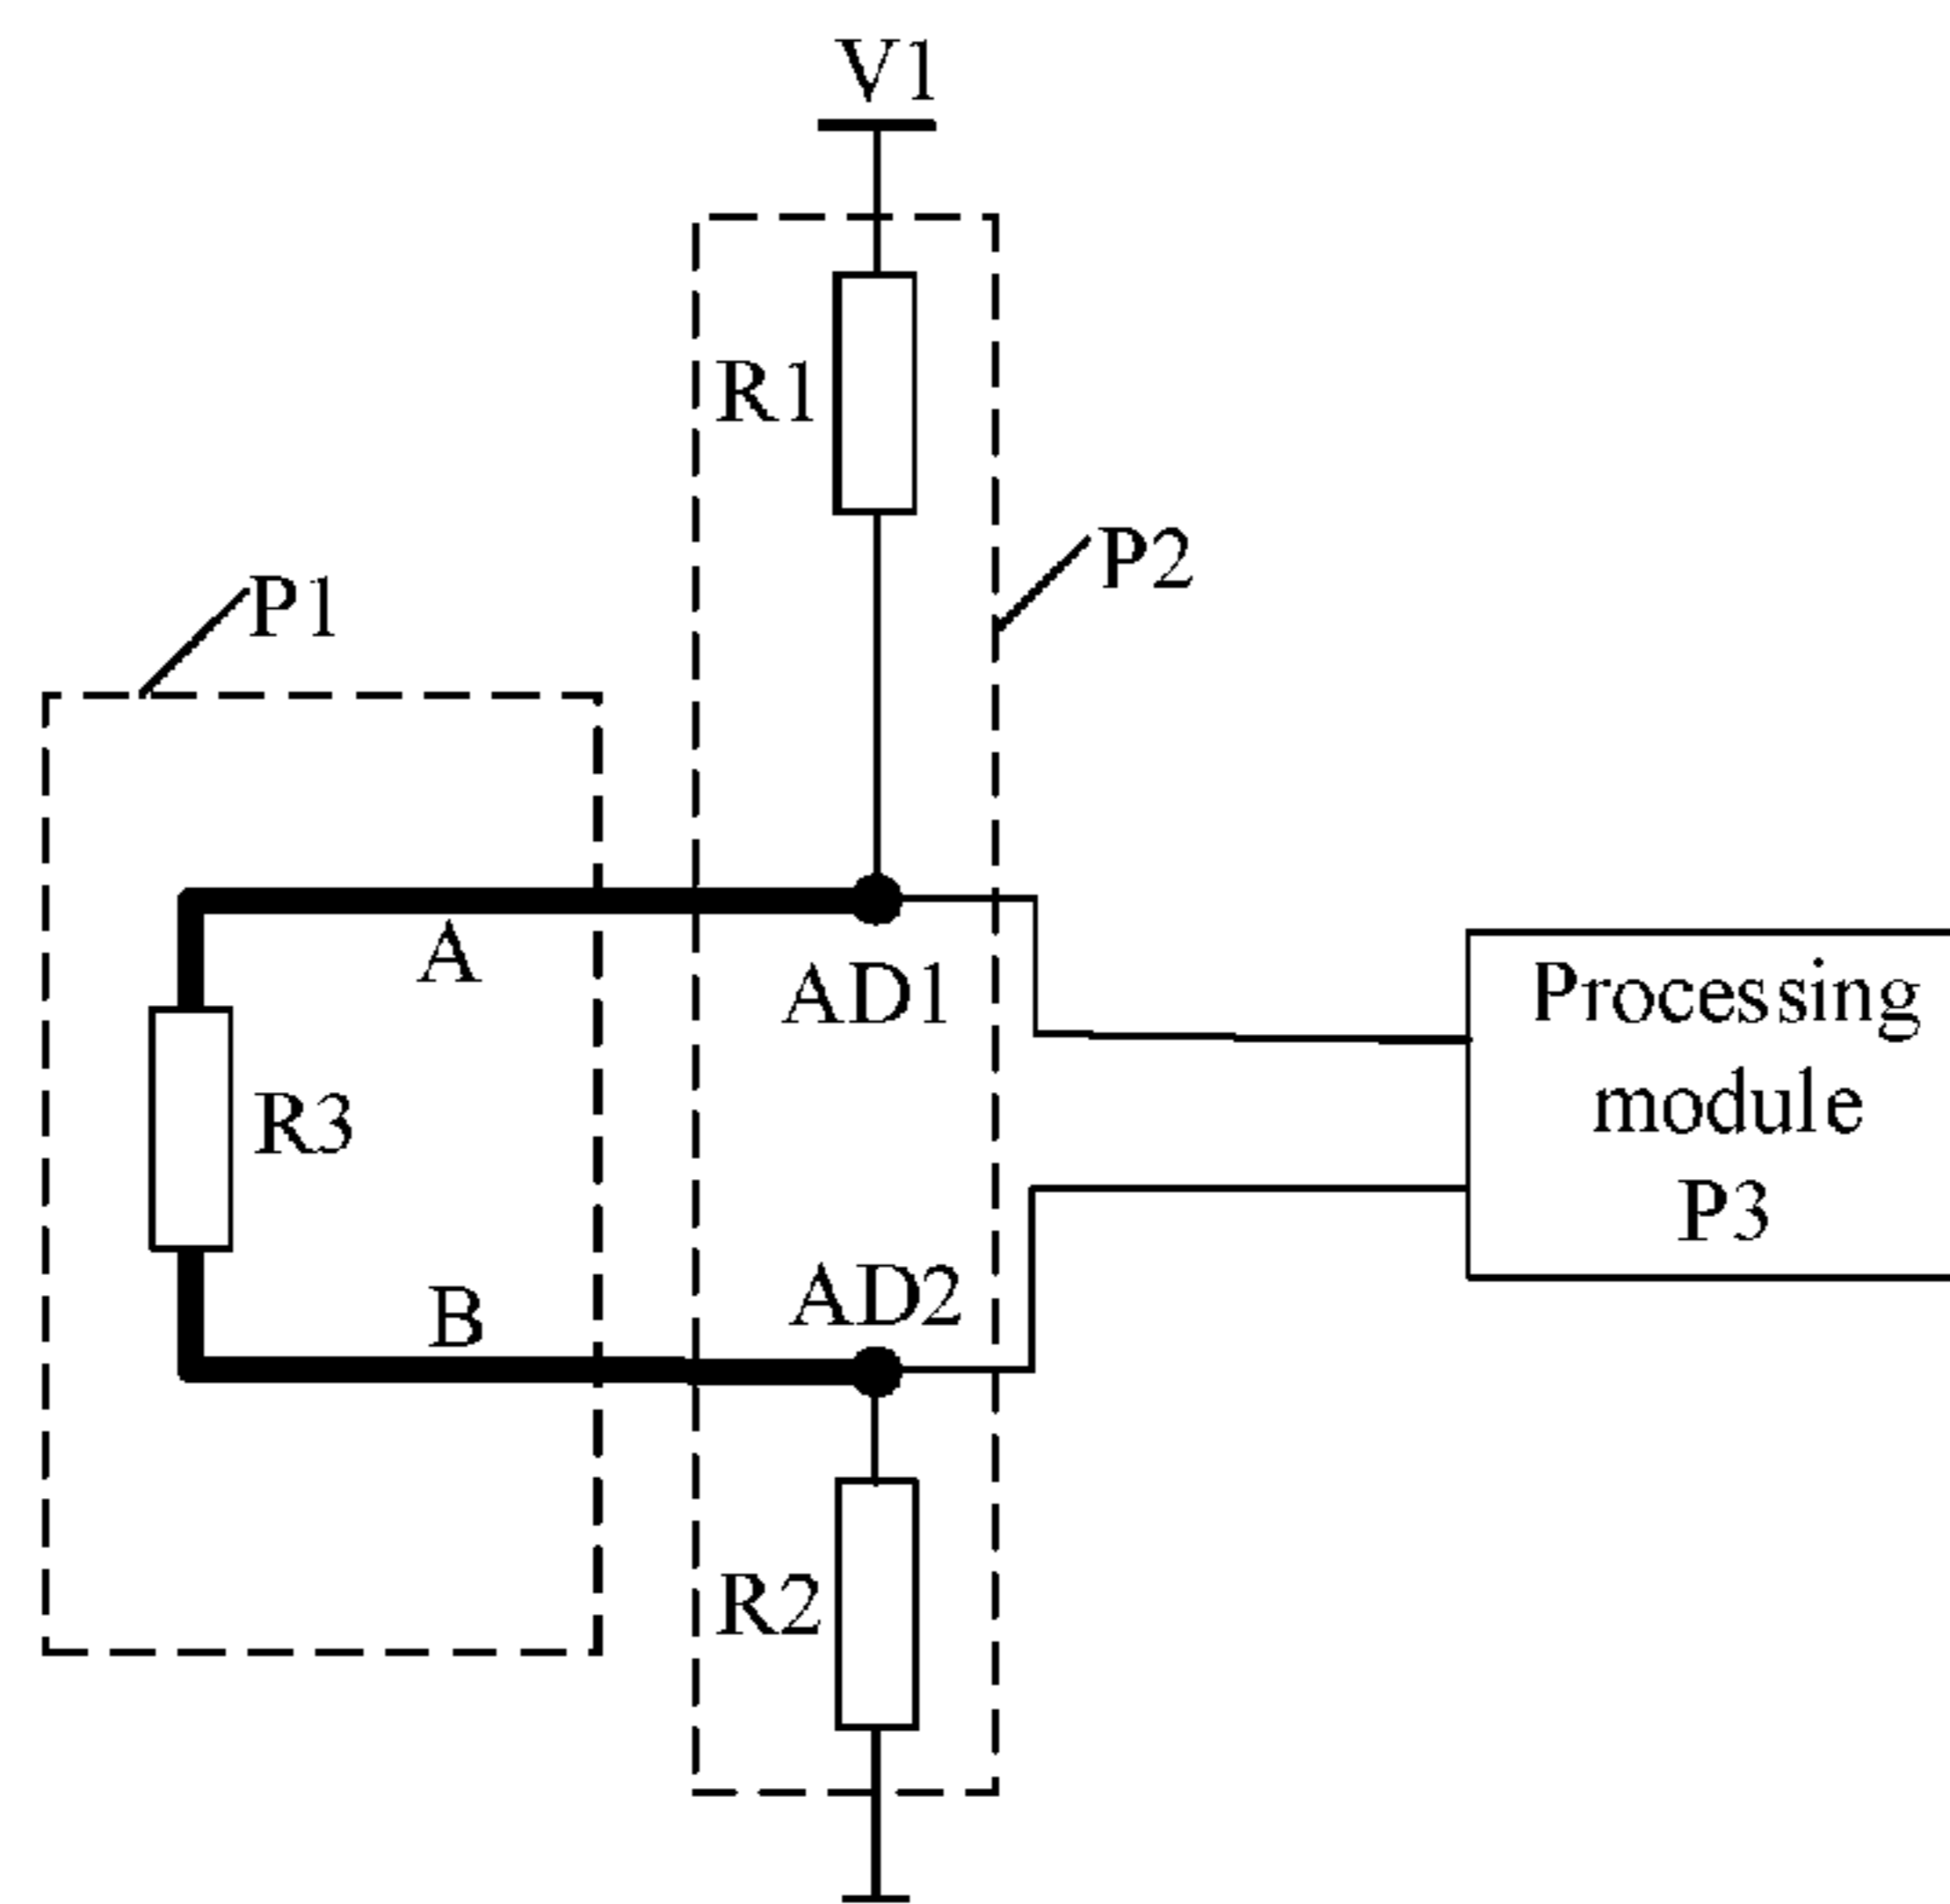 V1
R1
P2
P1
A
AD1
Processing
module
P3
R3
B
AD2
R2